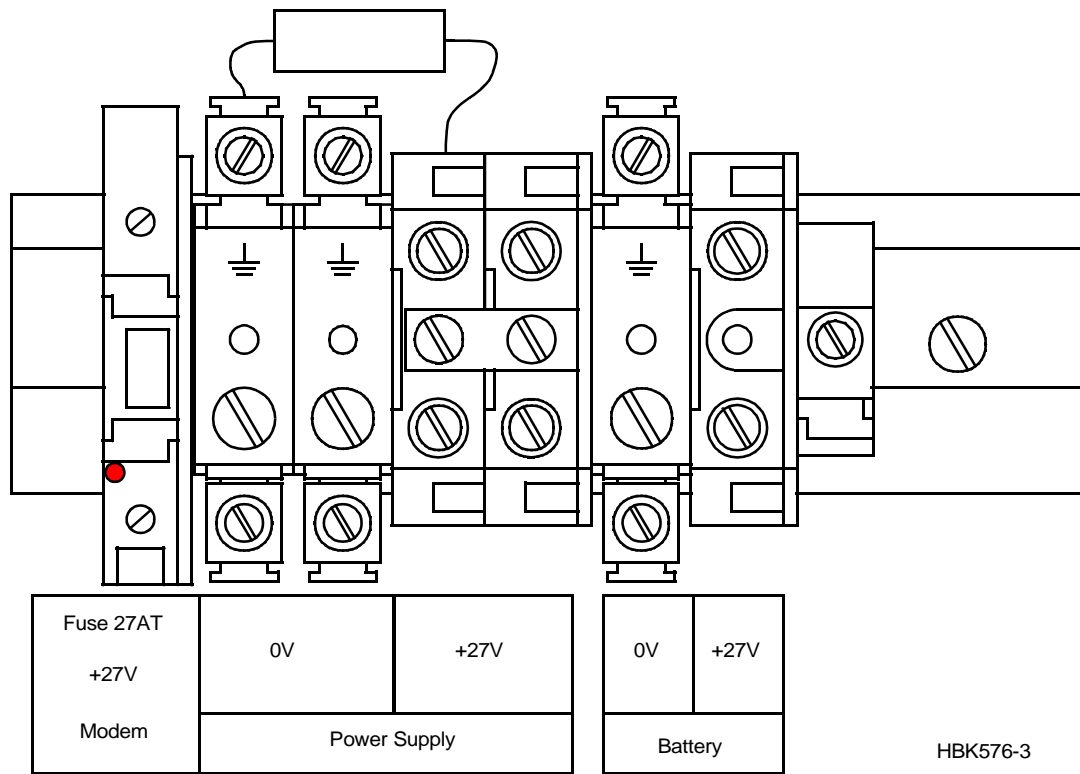 Fuse 27AT
+27V
Modem
0V
+27V
Power Supply
0V
+27V
Battery
HBK576-3